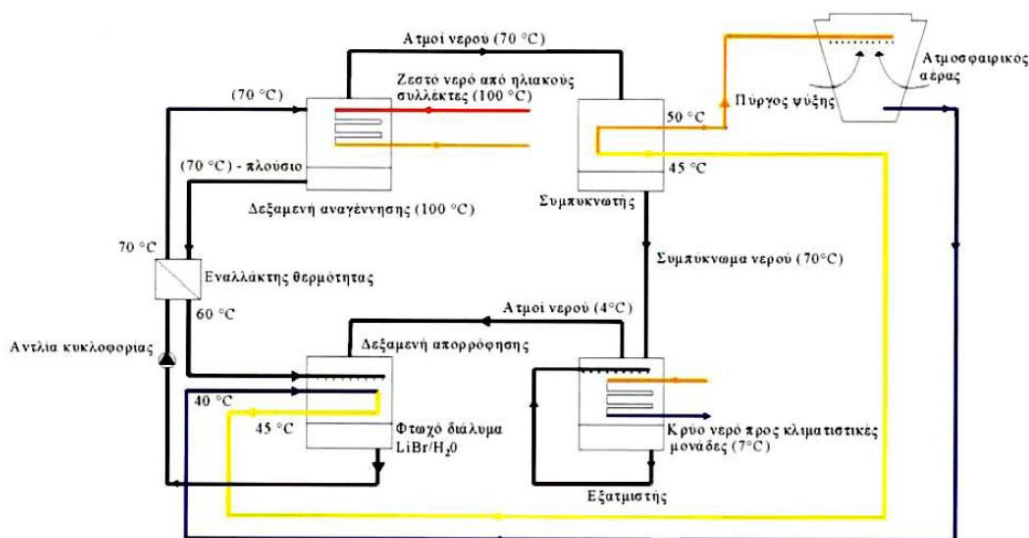 Ατμοί νερού (70 °C)
Ζεστό νερό από ηλιακούς
συλλέκτες (100 °C)
Ατμοσφαιρικός
αέρας
Πύργος ψύξης
(70 °C)
50 °C
45 °C
(70 °C) - πλούσιο
Δεξαμενή αναγέννησης (100 °C)
Συμπυκνωτής
70 °C
Εναλλάκτης θερμότητας
Συμπύκνωμα νερού (70°C)
60 °C
Ατμοί νερού (4°C)
Αντλία κυκλοφορίας
Δεξαμενή απορρόφησης
40 °C
45 °C
Φτωχό διάλυμα
LiBr/H₂0
Κρύο νερό προς κλιματιστικές
μονάδες (7°C)
Εξατμιστής